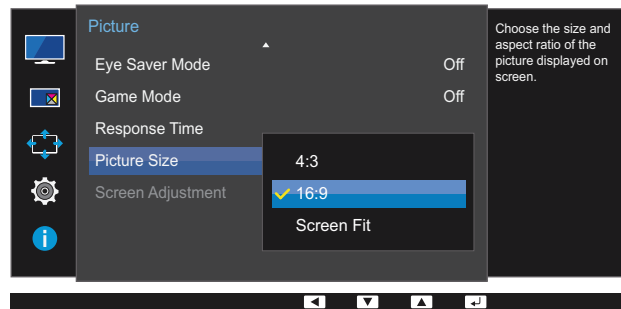 Picture
Eye Saver Mode Off
Game Mode Off
Response Time
Picture Size
Screen Adjustment
4:3
16:9
Screen Fit
Choose the size and
aspect ratio of the
picture displayed on
screen.